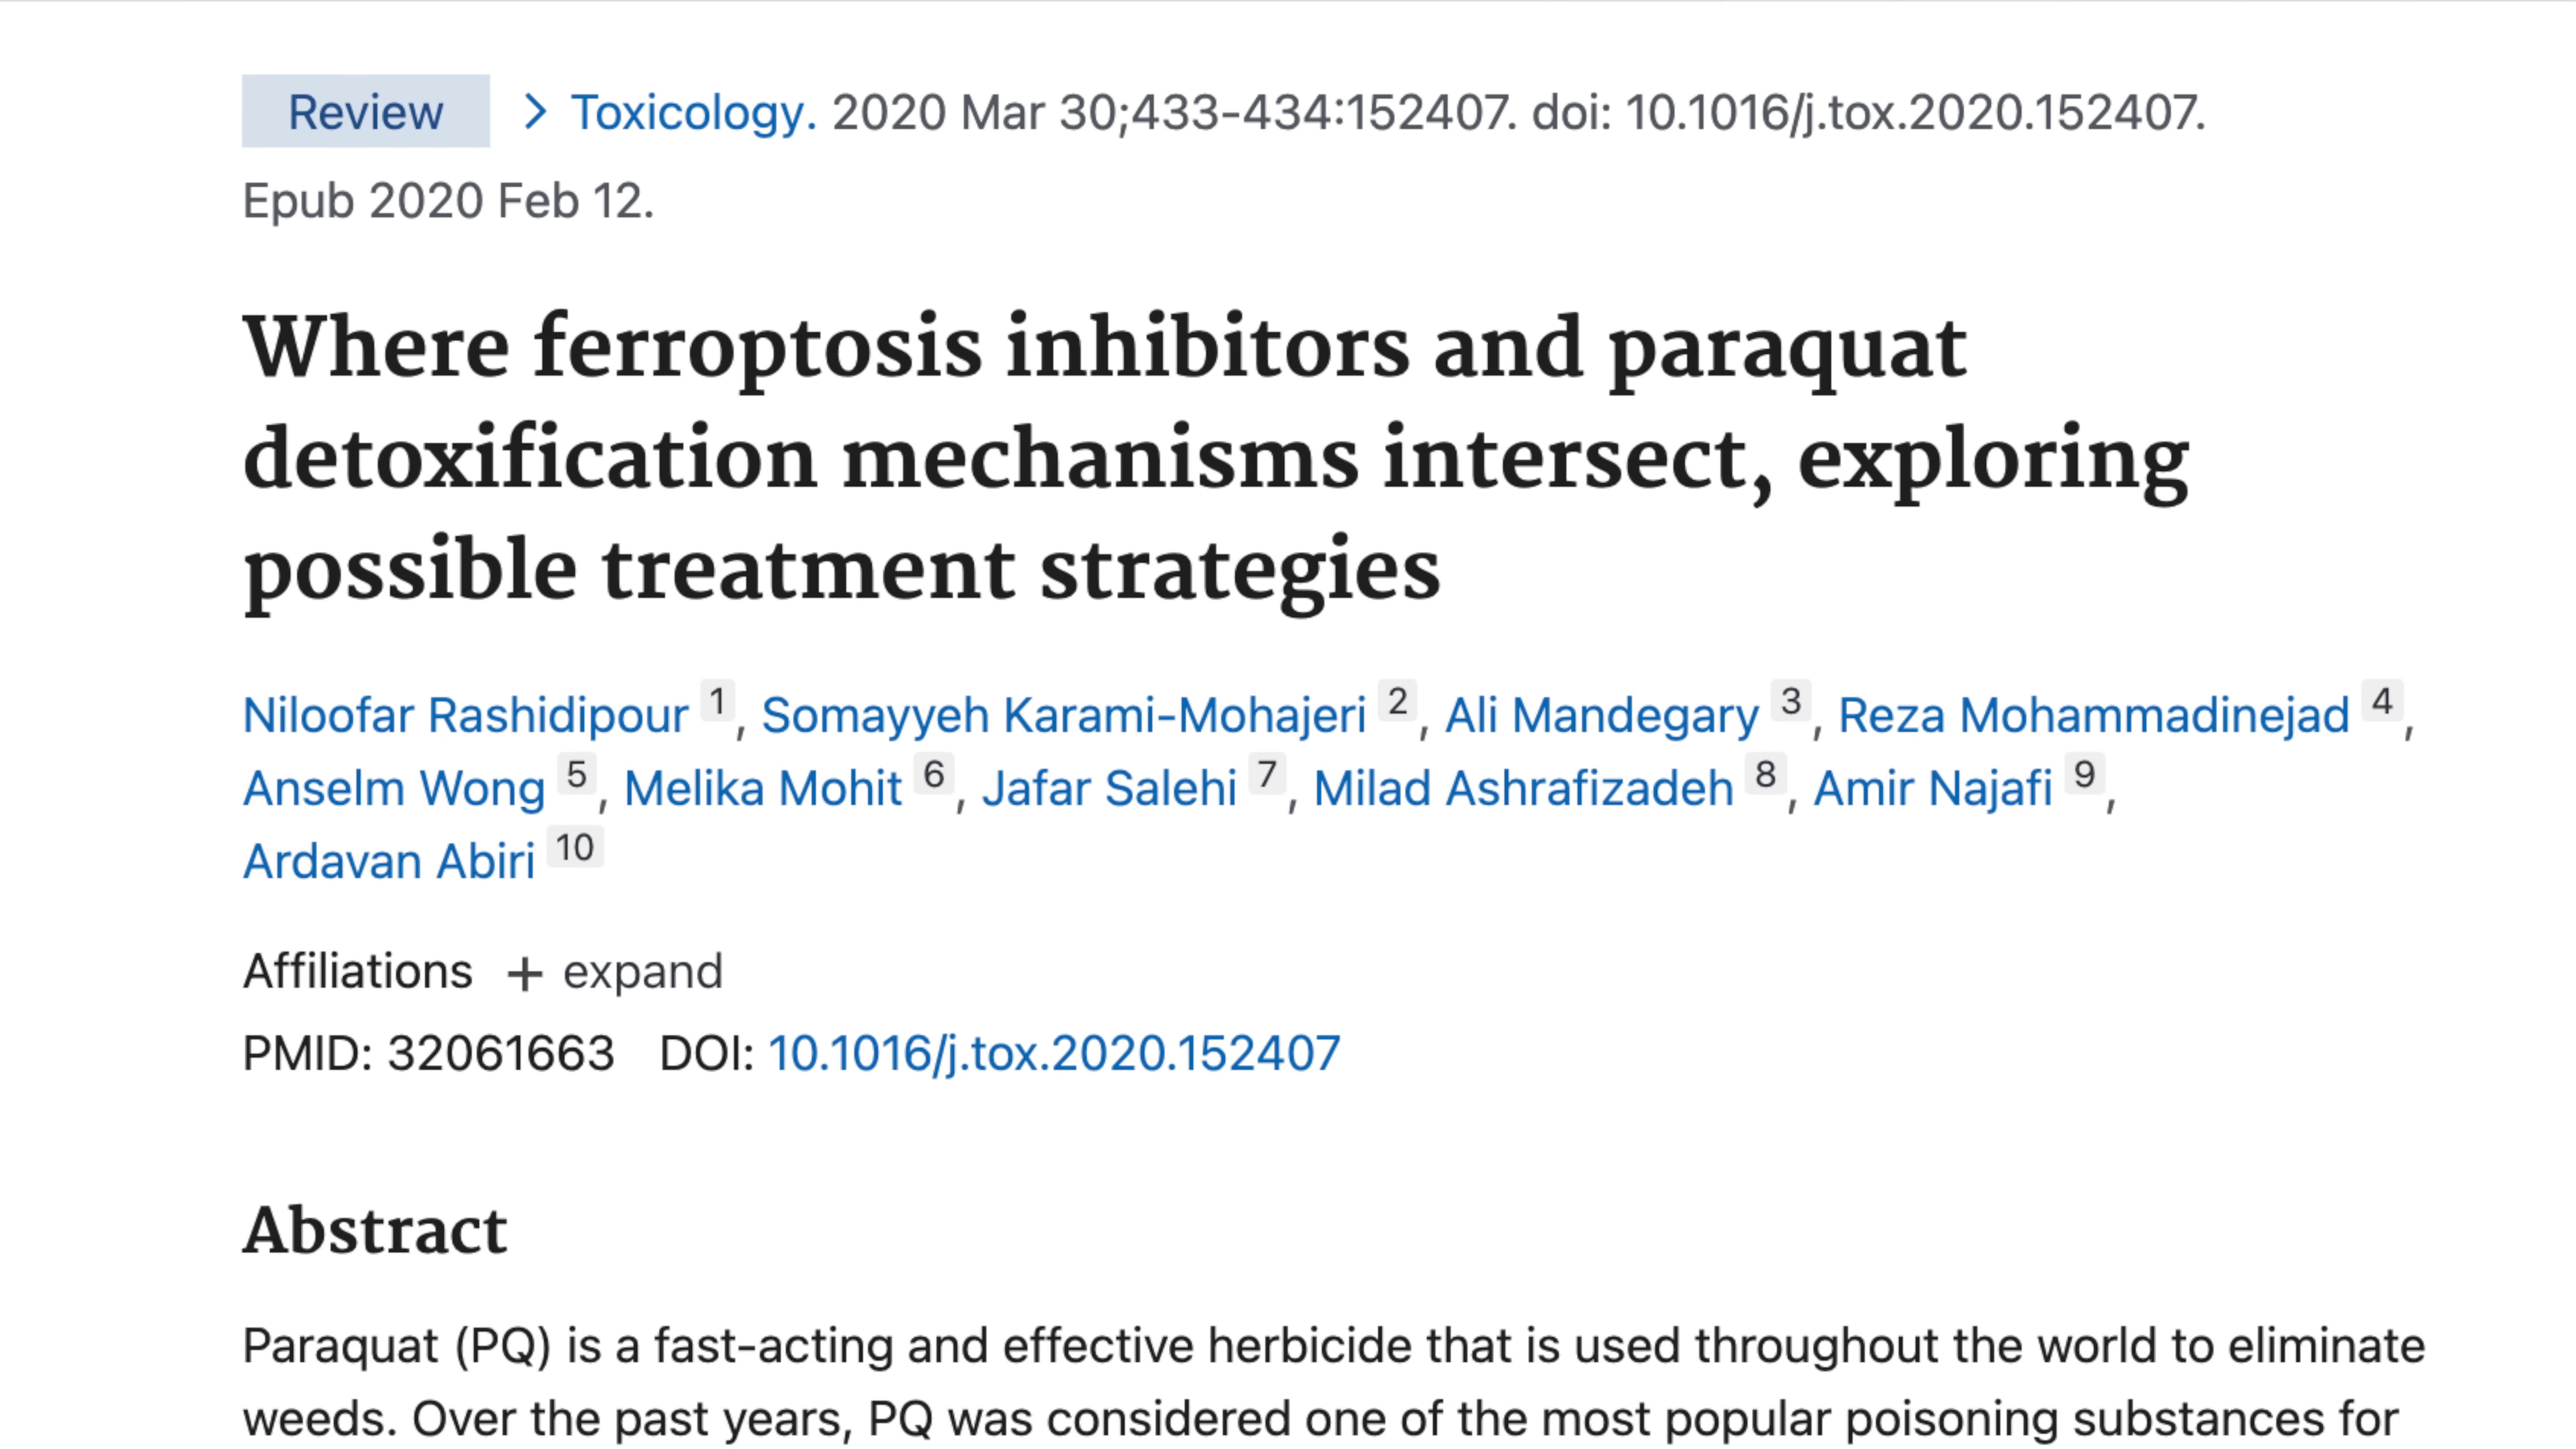 Review > Toxicology. 2020 Mar 30;433-434:152407. doi: 10.1016/j.tox.2020.152407.
Epub 2020 Feb 12.
Where ferroptosis inhibitors and paraquat
detoxification mechanisms intersect, exploring
possible treatment strategies
Niloofar Rashidipour 1, Somayyeh Karami-Mohajeri 2, Ali Mandegary 3, Reza Mohammadinejad 4,
Anselm Wong 5, Melika Mohit 6, Jafar Salehi 7, Milad Ashrafizadeh 8, Amir Najafi 9,
Ardavan Abiri 10
Affiliations + expand
PMID: 32061663 DOI: 10.1016/j.tox.2020.152407
Abstract
Paraquat (PQ) is a fast-acting and effective herbicide that is used throughout the world to eliminate
weeds. Over the past years, PQ was considered one of the most popular poisoning substances for